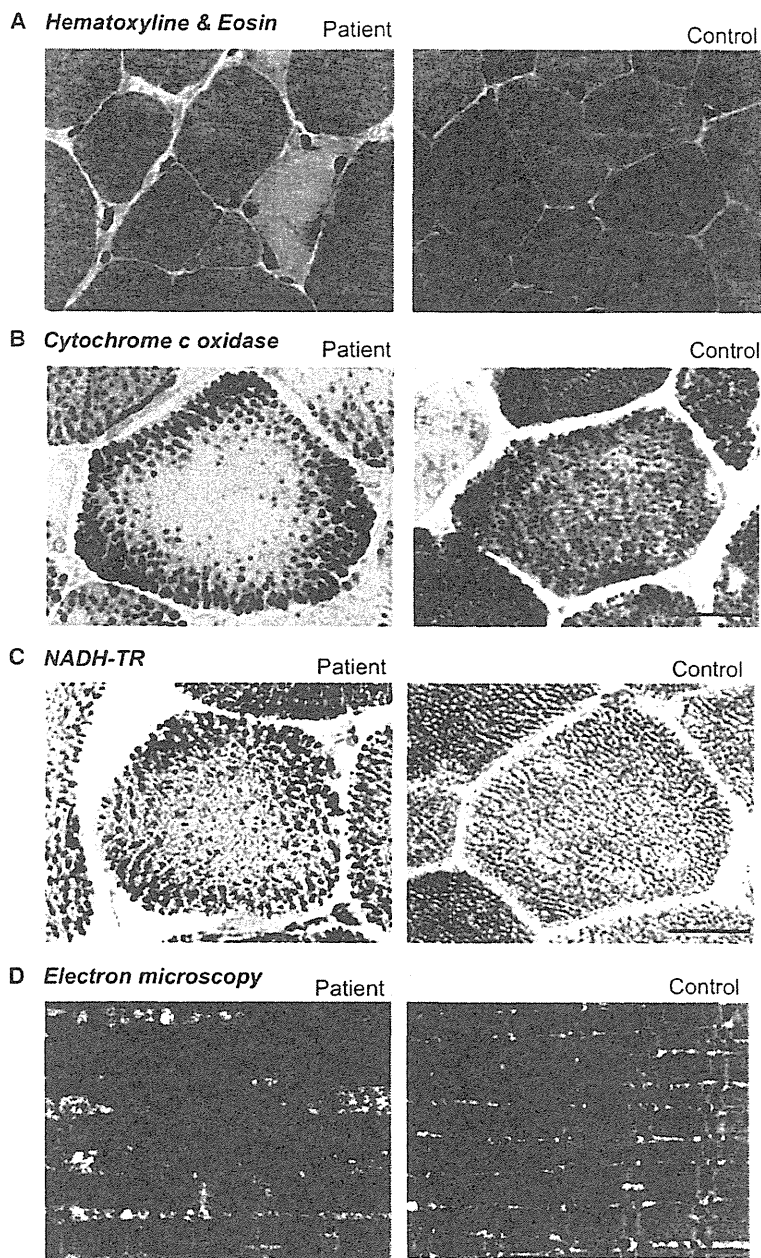 A Hematoxyline & Eosin
Patient
Control
B Cytochrome c oxidase
Patient
Control
C NADH-TR
Patient
Control
D Electron microscopy
Patient
Control